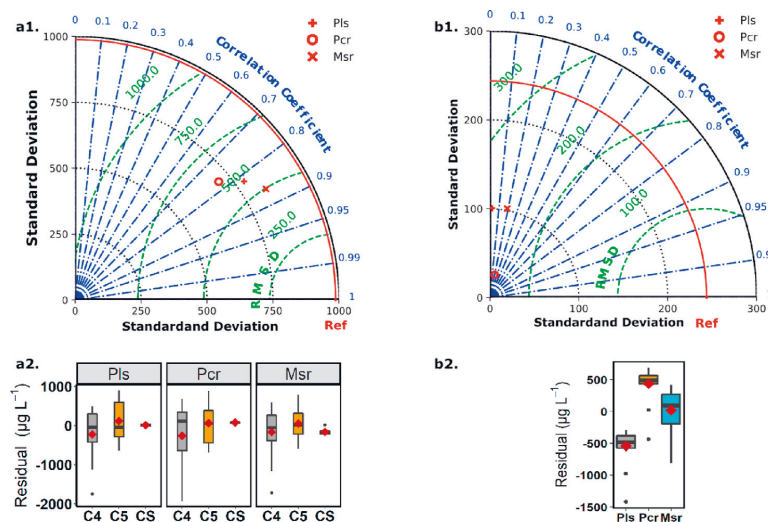 a1.
1000
750
500
250
0
Standard Deviation
0 0.1 0.2 0.3 0.4 0.5 0.6 0.7 0.8 0.9 0.95 0.99 1
Correlation Coefficient
1000.0
750.0
500.0
250.0
RMSD
0 250 500 750 1000
Standardand Deviation Ref
Pls
Pcr
Msr
b1.
300
200
100
0
Standard Deviation
0 0.1 0.2 0.3 0.4 0.5 0.6 0.7 0.8 0.9 0.95 0.9
Correlation Coefficient
300.0
200.0
100.0
RMSD
0 100 200 300
Standardand Deviation Ref
Pls
Pcr
Msr
a2.
Pls Pcr Msr
1000
0
-1000
-2000
Residual (µg L⁻¹)
C4 C5 CS C4 C5 CS C4 C5 CS
b2.
500
0
-500
-1000
-1500
Residual (µg L⁻¹)
Pls Pcr Msr